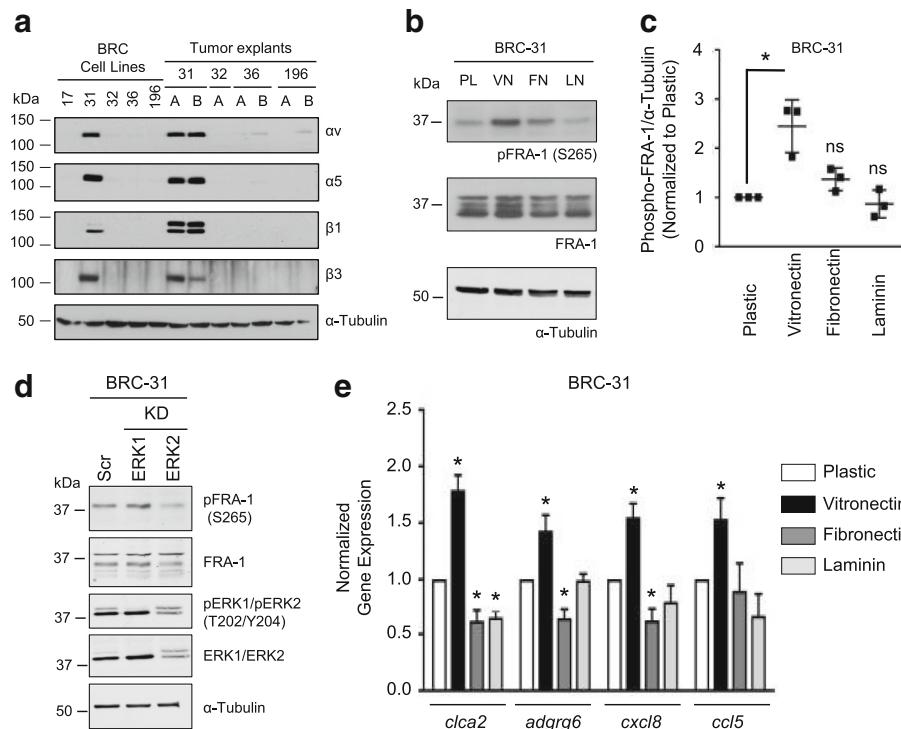 a
BRC
Cell Lines
Tumor explants
31 32 36 196
kDa
17 31 32 36 196 A B A A B A B
150
100
αv
150
100
α5
150
100
β1
100
β3
50
α-Tubulin
b
BRC-31
PL VN FN LN
37
pFRA-1 (S265)
37
FRA-1
50
α-Tubulin
c
BRC-31
Phospho-FRA-1/α-Tubulin
(Normalized to Plastic)
4
3
2
1
0
*
ns
ns
Plastic
Vitronectin
Fibronectin
Laminin
d
BRC-31
KD
kDa
Scr ERK1 ERK2
37
pFRA-1
(S265)
37
FRA-1
37
pERK1/pERK2
(T202/Y204)
37
ERK1/ERK2
50
α-Tubulin
e
BRC-31
Normalized
Gene Expression
2.5
2.0
1.5
1.0
0.5
0.0
* * * * * * * *
clca2 adgrg6 cxcl8 ccl5
Plastic
Vitronectin
Fibronecti
Laminin